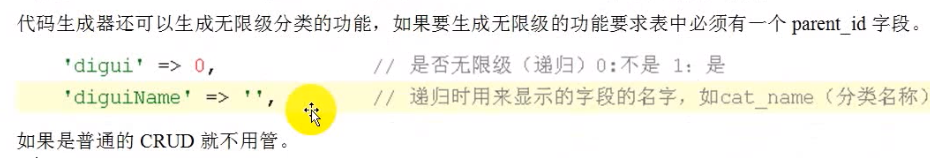 代码生成器还可以生成无限级分类的功能，如果要生成无限级的功能要求表中必须有一个 parent_id 字段。
'digui' => 0, // 是否无限级（递归）0:不是 1：是
'diguiName' => '', // 递归时用来显示的字段的名字，如cat_name（分类名称）
如果是普通的 CRUD 就不用管。